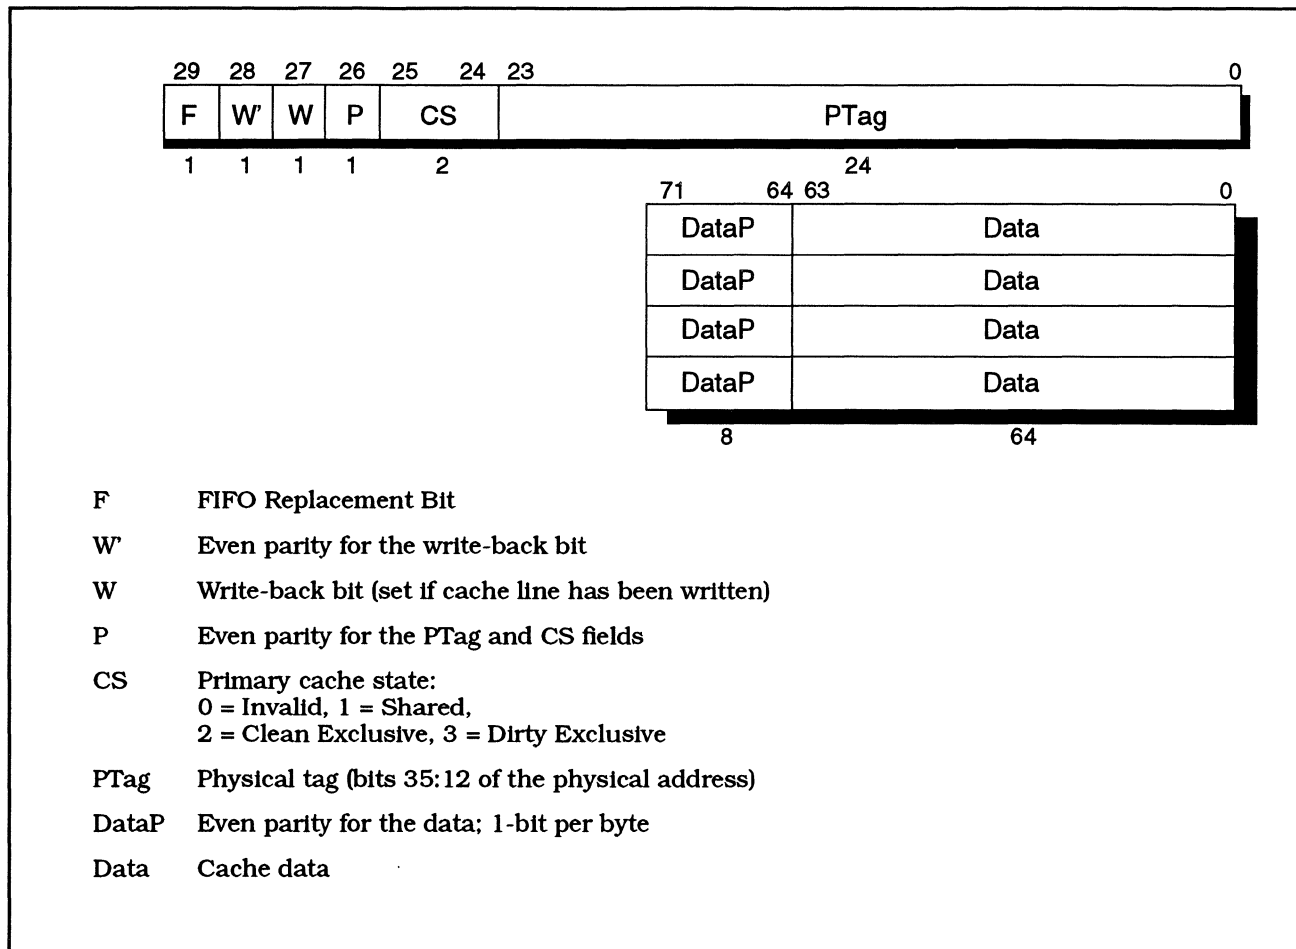 29 28 27 26 25 24 23 0
F W' W P CS PTag
1 1 1 1 2 24
71 64 63 0
DataP Data
DataP Data
DataP Data
DataP Data
8 64
F FIFO Replacement Bit
W' Even parity for the write-back bit
W Write-back bit (set if cache line has been written)
P Even parity for the PTag and CS fields
CS Primary cache state:
0 = Invalid, 1 = Shared,
2 = Clean Exclusive, 3 = Dirty Exclusive
PTag Physical tag (bits 35:12 of the physical address)
DataP Even parity for the data; 1-bit per byte
Data Cache data